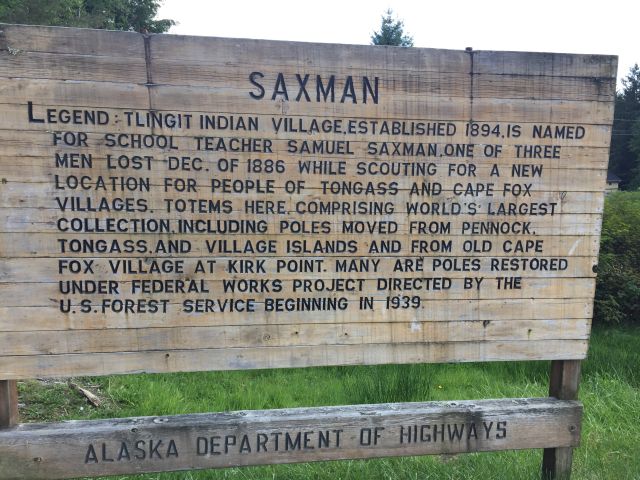 SAXMAN
LEGEND: TLINGIT INDIAN VILLAGE, ESTABLISHED 1894, IS NAMED
FOR SCHOOL TEACHER SAMUEL SAXMAN, ONE OF THREE
MEN LOST DEC. OF 1886 WHILE SCOUTING FOR A NEW
LOCATION FOR PEOPLE OF TONGASS AND CAPE FOX
VILLAGES. TOTEMS HERE, COMPRISING WORLD'S LARGEST
COLLECTION, INCLUDING POLES MOVED FROM PENNOCK,
TONGASS, AND VILLAGE ISLANDS AND FROM OLD CAPE
FOX VILLAGE AT KIRK POINT. MANY ARE POLES RESTORED
UNDER FEDERAL WORKS PROJECT DIRECTED BY THE
U.S. FOREST SERVICE BEGINNING IN 1939.
ALASKA DEPARTMENT OF HIGHWAYS